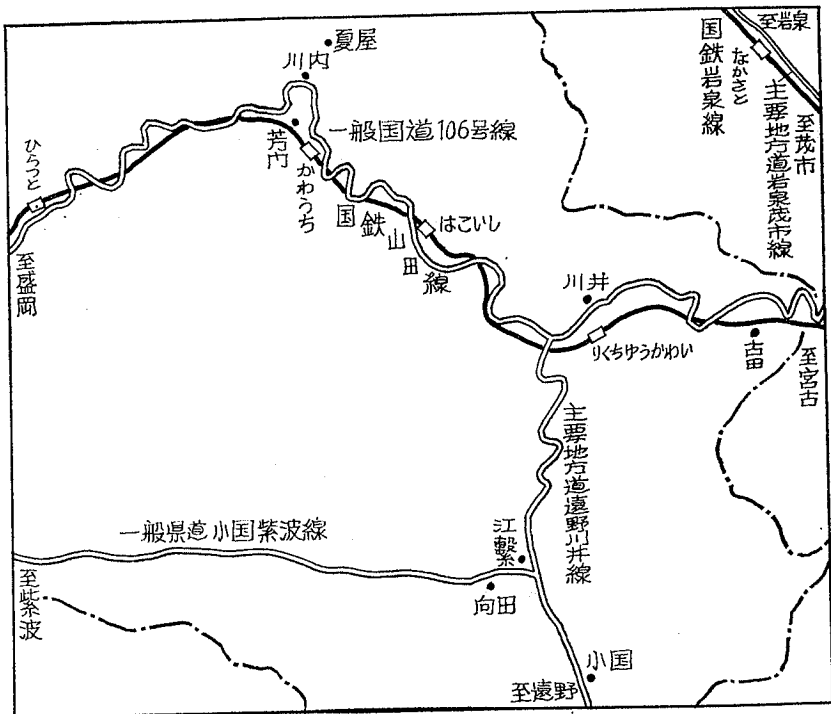 夏屋
川内
一般国道106号線
芳門
かわうち
ひらつと
至盛岡
国鉄山田線
はこいし
川井
りくちゆうかわい
古田
至宮古
至岩泉
国鉄岩泉線
なかさと
主要地方道岩泉茂市線
至茂市
主要地方道遠野川井線
一般県道小国紫波線
江繋
向田
至紫波
小国
至遠野